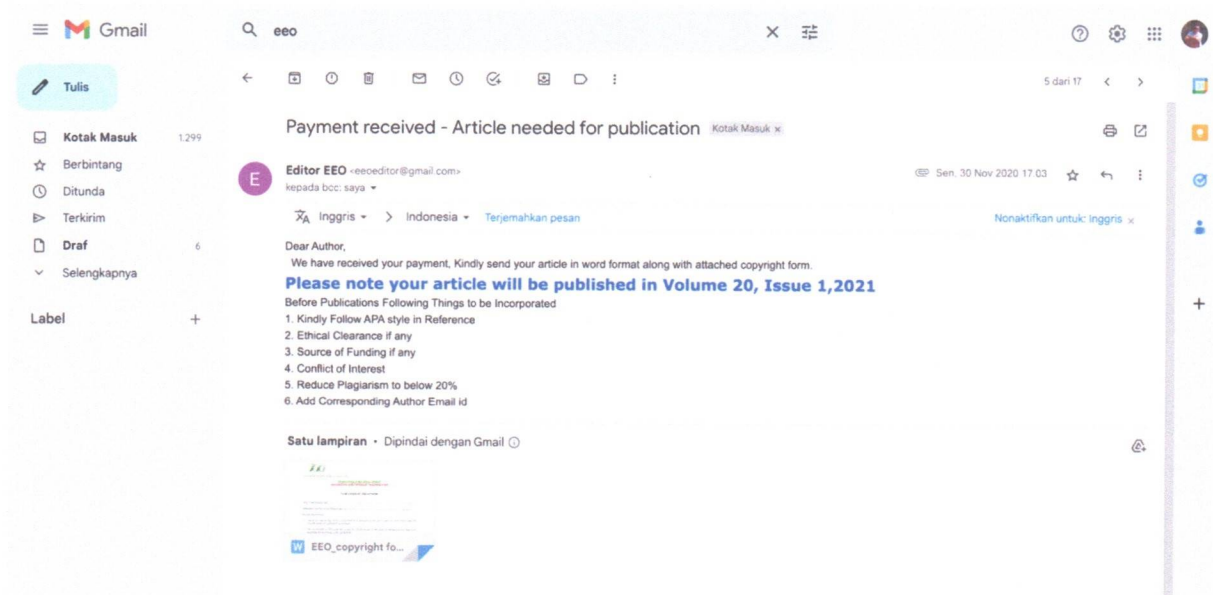 Gmail
eeo
Tulis
5 dari 17
Kotak Masuk 1.299
Berbintang
Ditunda
Terkirim
Draf 6
Selengkapnya
Label
Payment received - Article needed for publication Kotak Masuk x
E
Editor EEO <eeoeditor@gmail.com>
Sen, 30 Nov 2020 17.03
kepada bcc: saya
Inggris > Indonesia Terjemahkan pesan
Nonaktifkan untuk: Inggris x
Dear Author,
We have received your payment, Kindly send your article in word format along with attached copyright form.
Please note your article will be published in Volume 20, Issue 1,2021
Before Publications Following Things to be Incorporated
1. Kindly Follow APA style in Reference
2. Ethical Clearance if any
3. Source of Funding if any
4. Conflict of Interest
5. Reduce Plagiarism to below 20%
6. Add Corresponding Author Email id
Satu lampiran • Dipindai dengan Gmail
W EEO_copyright fo...